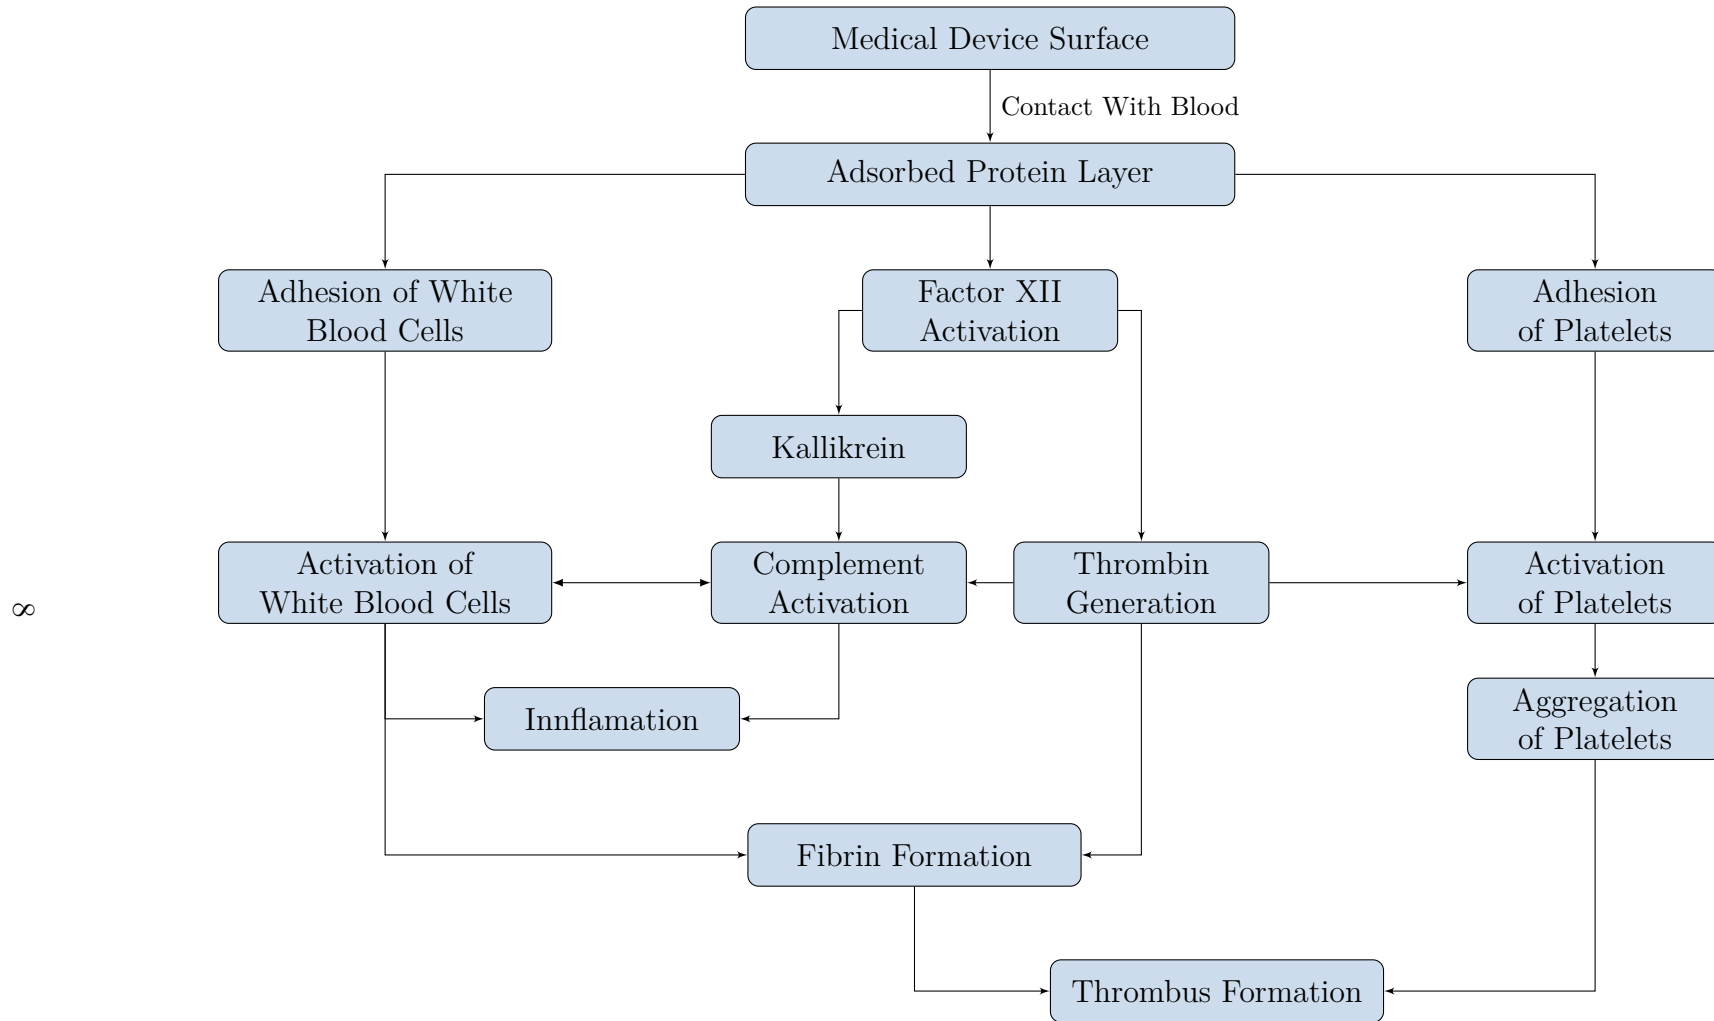 Medical Device Surface
Contact With Blood
Adsorbed Protein Layer
Adhesion of White
Blood Cells
Factor XII
Activation
Adhesion
of Platelets
Kallikrein
Activation of
White Blood Cells
Complement
Activation
Thrombin
Generation
Activation
of Platelets
8
Innflamation
Aggregation
of Platelets
Fibrin Formation
Thrombus Formation